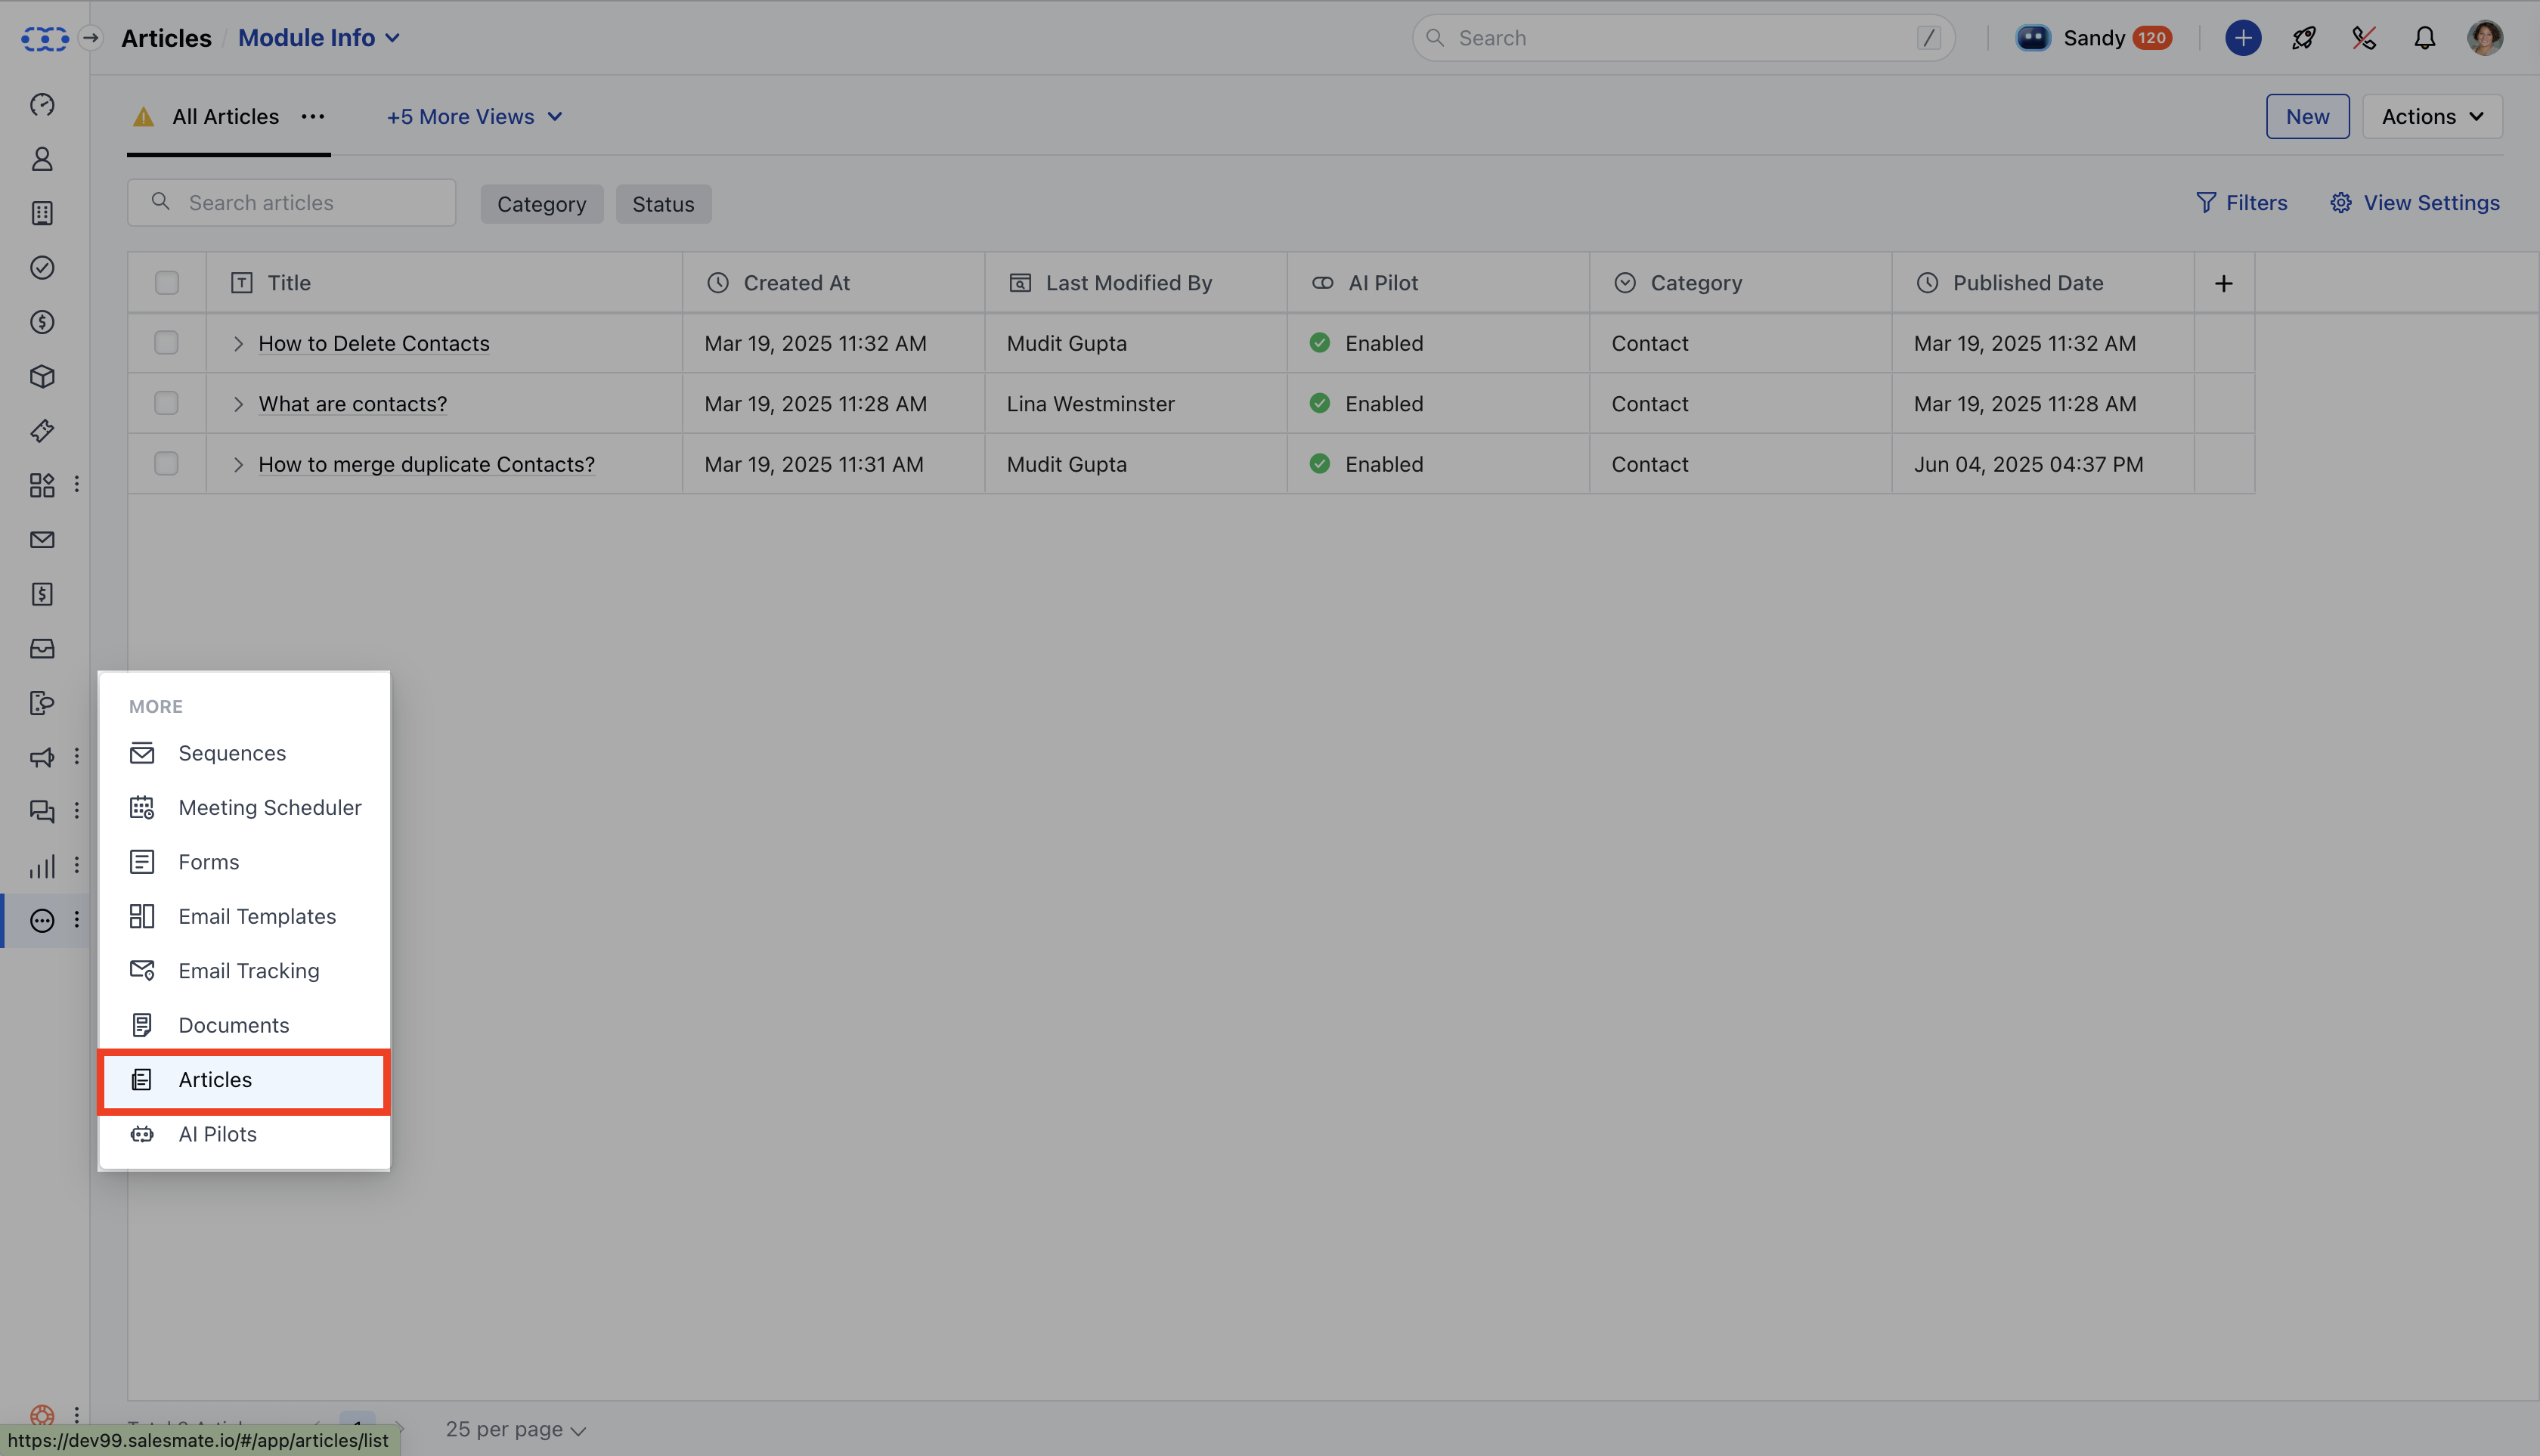 Articles / Module Info
Search /
Sandy 120
All Articles
+5 More Views
New
Actions
Search articles
Category
Status
Filters
View Settings
Title Created At Last Modified By AI Pilot Category Published Date
How to Delete Contacts Mar 19, 2025 11:32 AM Mudit Gupta Enabled Contact Mar 19, 2025 11:32 AM
What are contacts? Mar 19, 2025 11:28 AM Lina Westminster Enabled Contact Mar 19, 2025 11:28 AM
How to merge duplicate Contacts? Mar 19, 2025 11:31 AM Mudit Gupta Enabled Contact Jun 04, 2025 04:37 PM
MORE
Sequences
Meeting Scheduler
Forms
Email Templates
Email Tracking
Documents
Articles
AI Pilots
25 per page
https://dev99.salesmate.io/#/app/articles/list